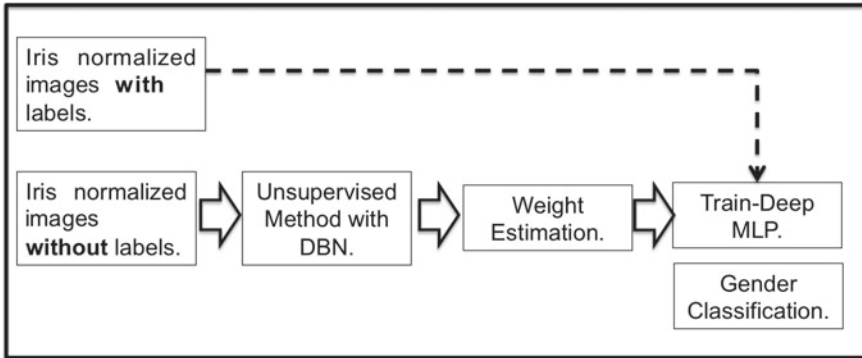 Iris normalized
images with
labels.
Iris normalized
images
without labels.
Unsupervised
Method with
DBN.
Weight
Estimation.
Train-Deep
MLP.
Gender
Classification.